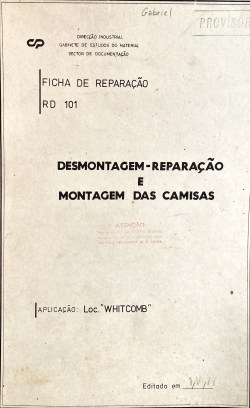 Gabriel
PROVISÓR
CP
DIRECÇÃO INDUSTRIAL
GABINETE DE ESTUDOS DO MATERIAL
SECTOR DE DOCUMENTAÇÃO
FICHA DE REPARAÇÃO
RD 101
DESMONTAGEM-REPARAÇÃO
E
MONTAGEM DAS CAMISAS
ATENÇÃO:
APLICAÇÃO: Loc. "WHITCOMB"
Editado em